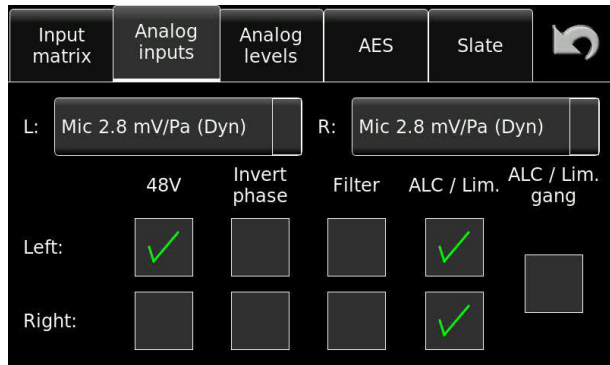 Input matrix
Analog inputs
Analog levels
AES
Slate
L: Mic 2.8 mV/Pa (Dyn)
R: Mic 2.8 mV/Pa (Dyn)
48V
Invert phase
Filter
ALC / Lim.
ALC / Lim. gang
Left:
Right: